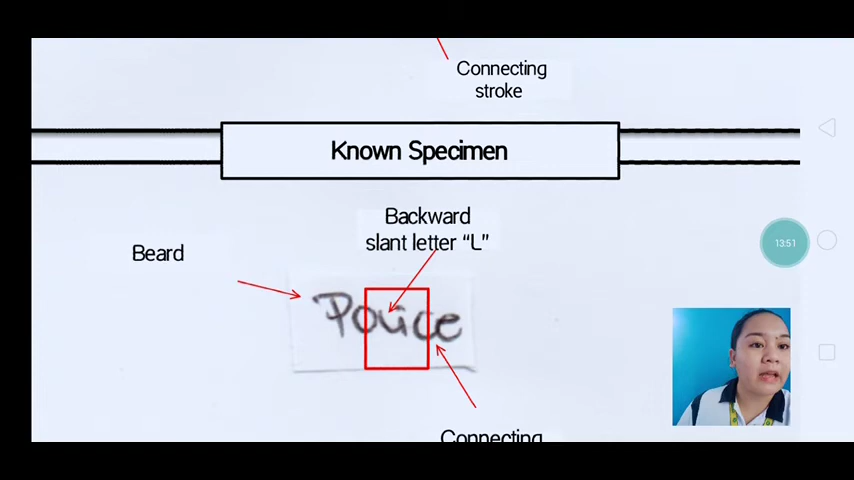 Connecting
stroke
Known Specimen
Backward
slant letter "L"
Beard
13:51
Police
Connecting